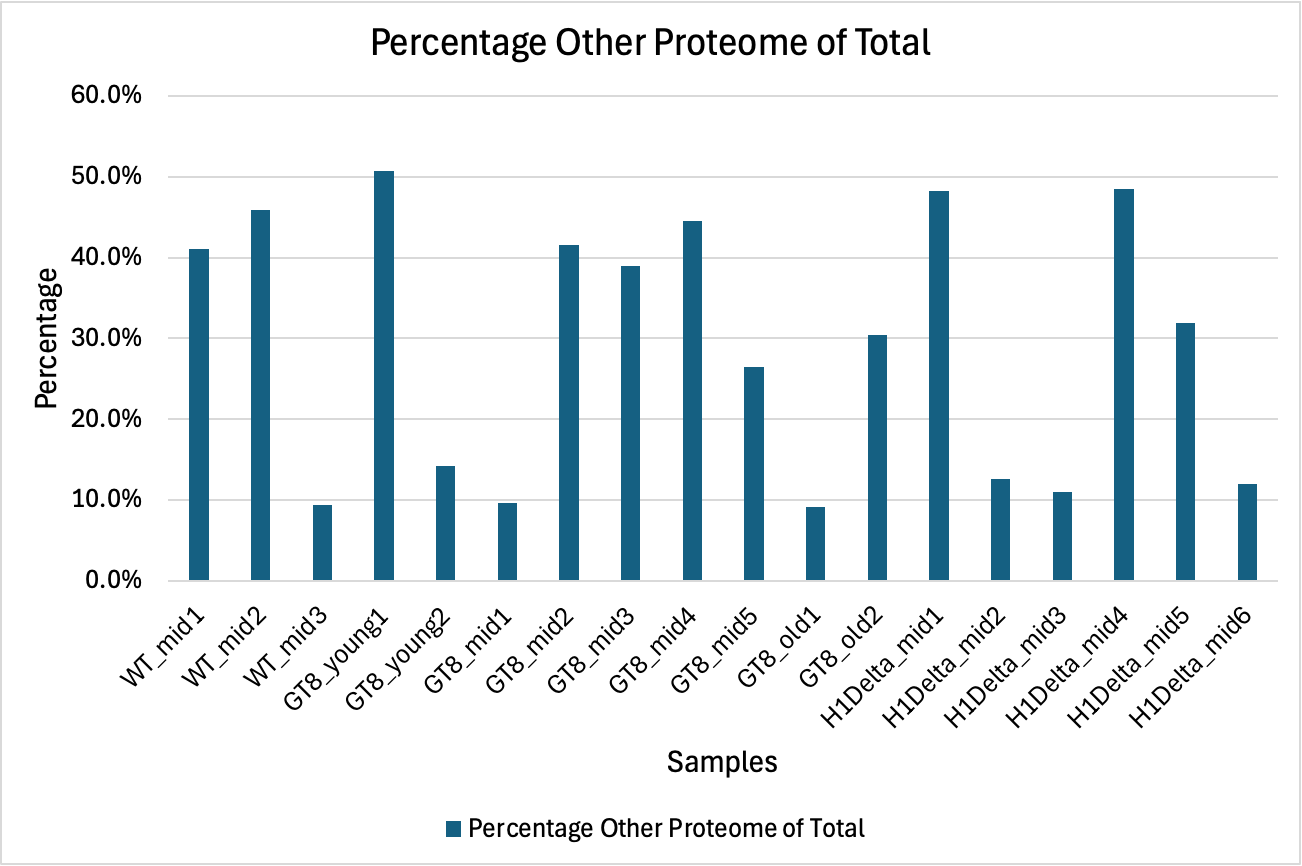 Percentage Other Proteome of Total
60.0%
50.0%
40.0%
30.0%
20.0%
10.0%
0.0%
Percentage
WT_mid1
WT_mid2
WT_mid3
GT8_young1
GT8_young2
GT8_mid1
GT8_mid2
GT8_mid3
GT8_mid4
GT8_mid5
GT8_old1
GT8_old2
H1Delta_mid1
H1Delta_mid2
H1Delta_mid3
H1Delta_mid4
H1Delta_mid5
H1Delta_mid6
Samples
Percentage Other Proteome of Total